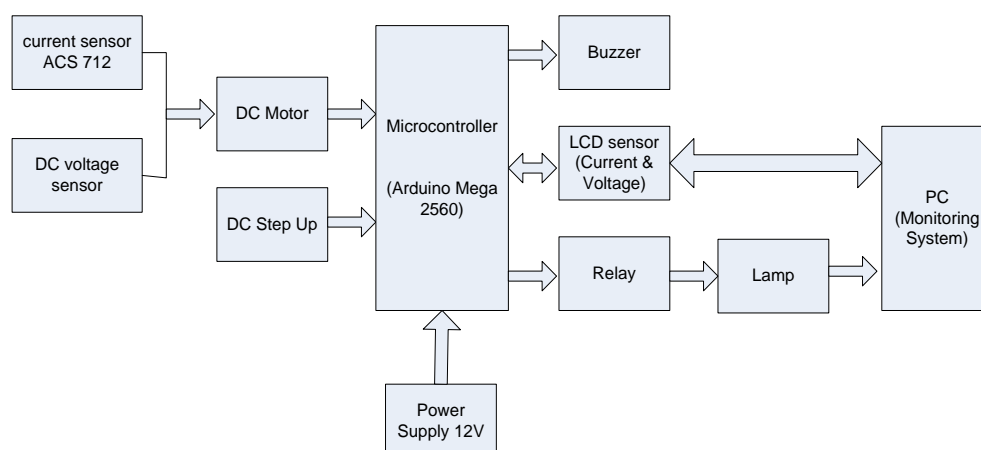 current sensor
ACS 712
DC voltage
sensor
DC Motor
DC Step Up
Microcontroller
(Arduino Mega
2560)
Power
Supply 12V
Buzzer
LCD sensor
(Current &
Voltage)
Relay
Lamp
PC
(Monitoring
System)